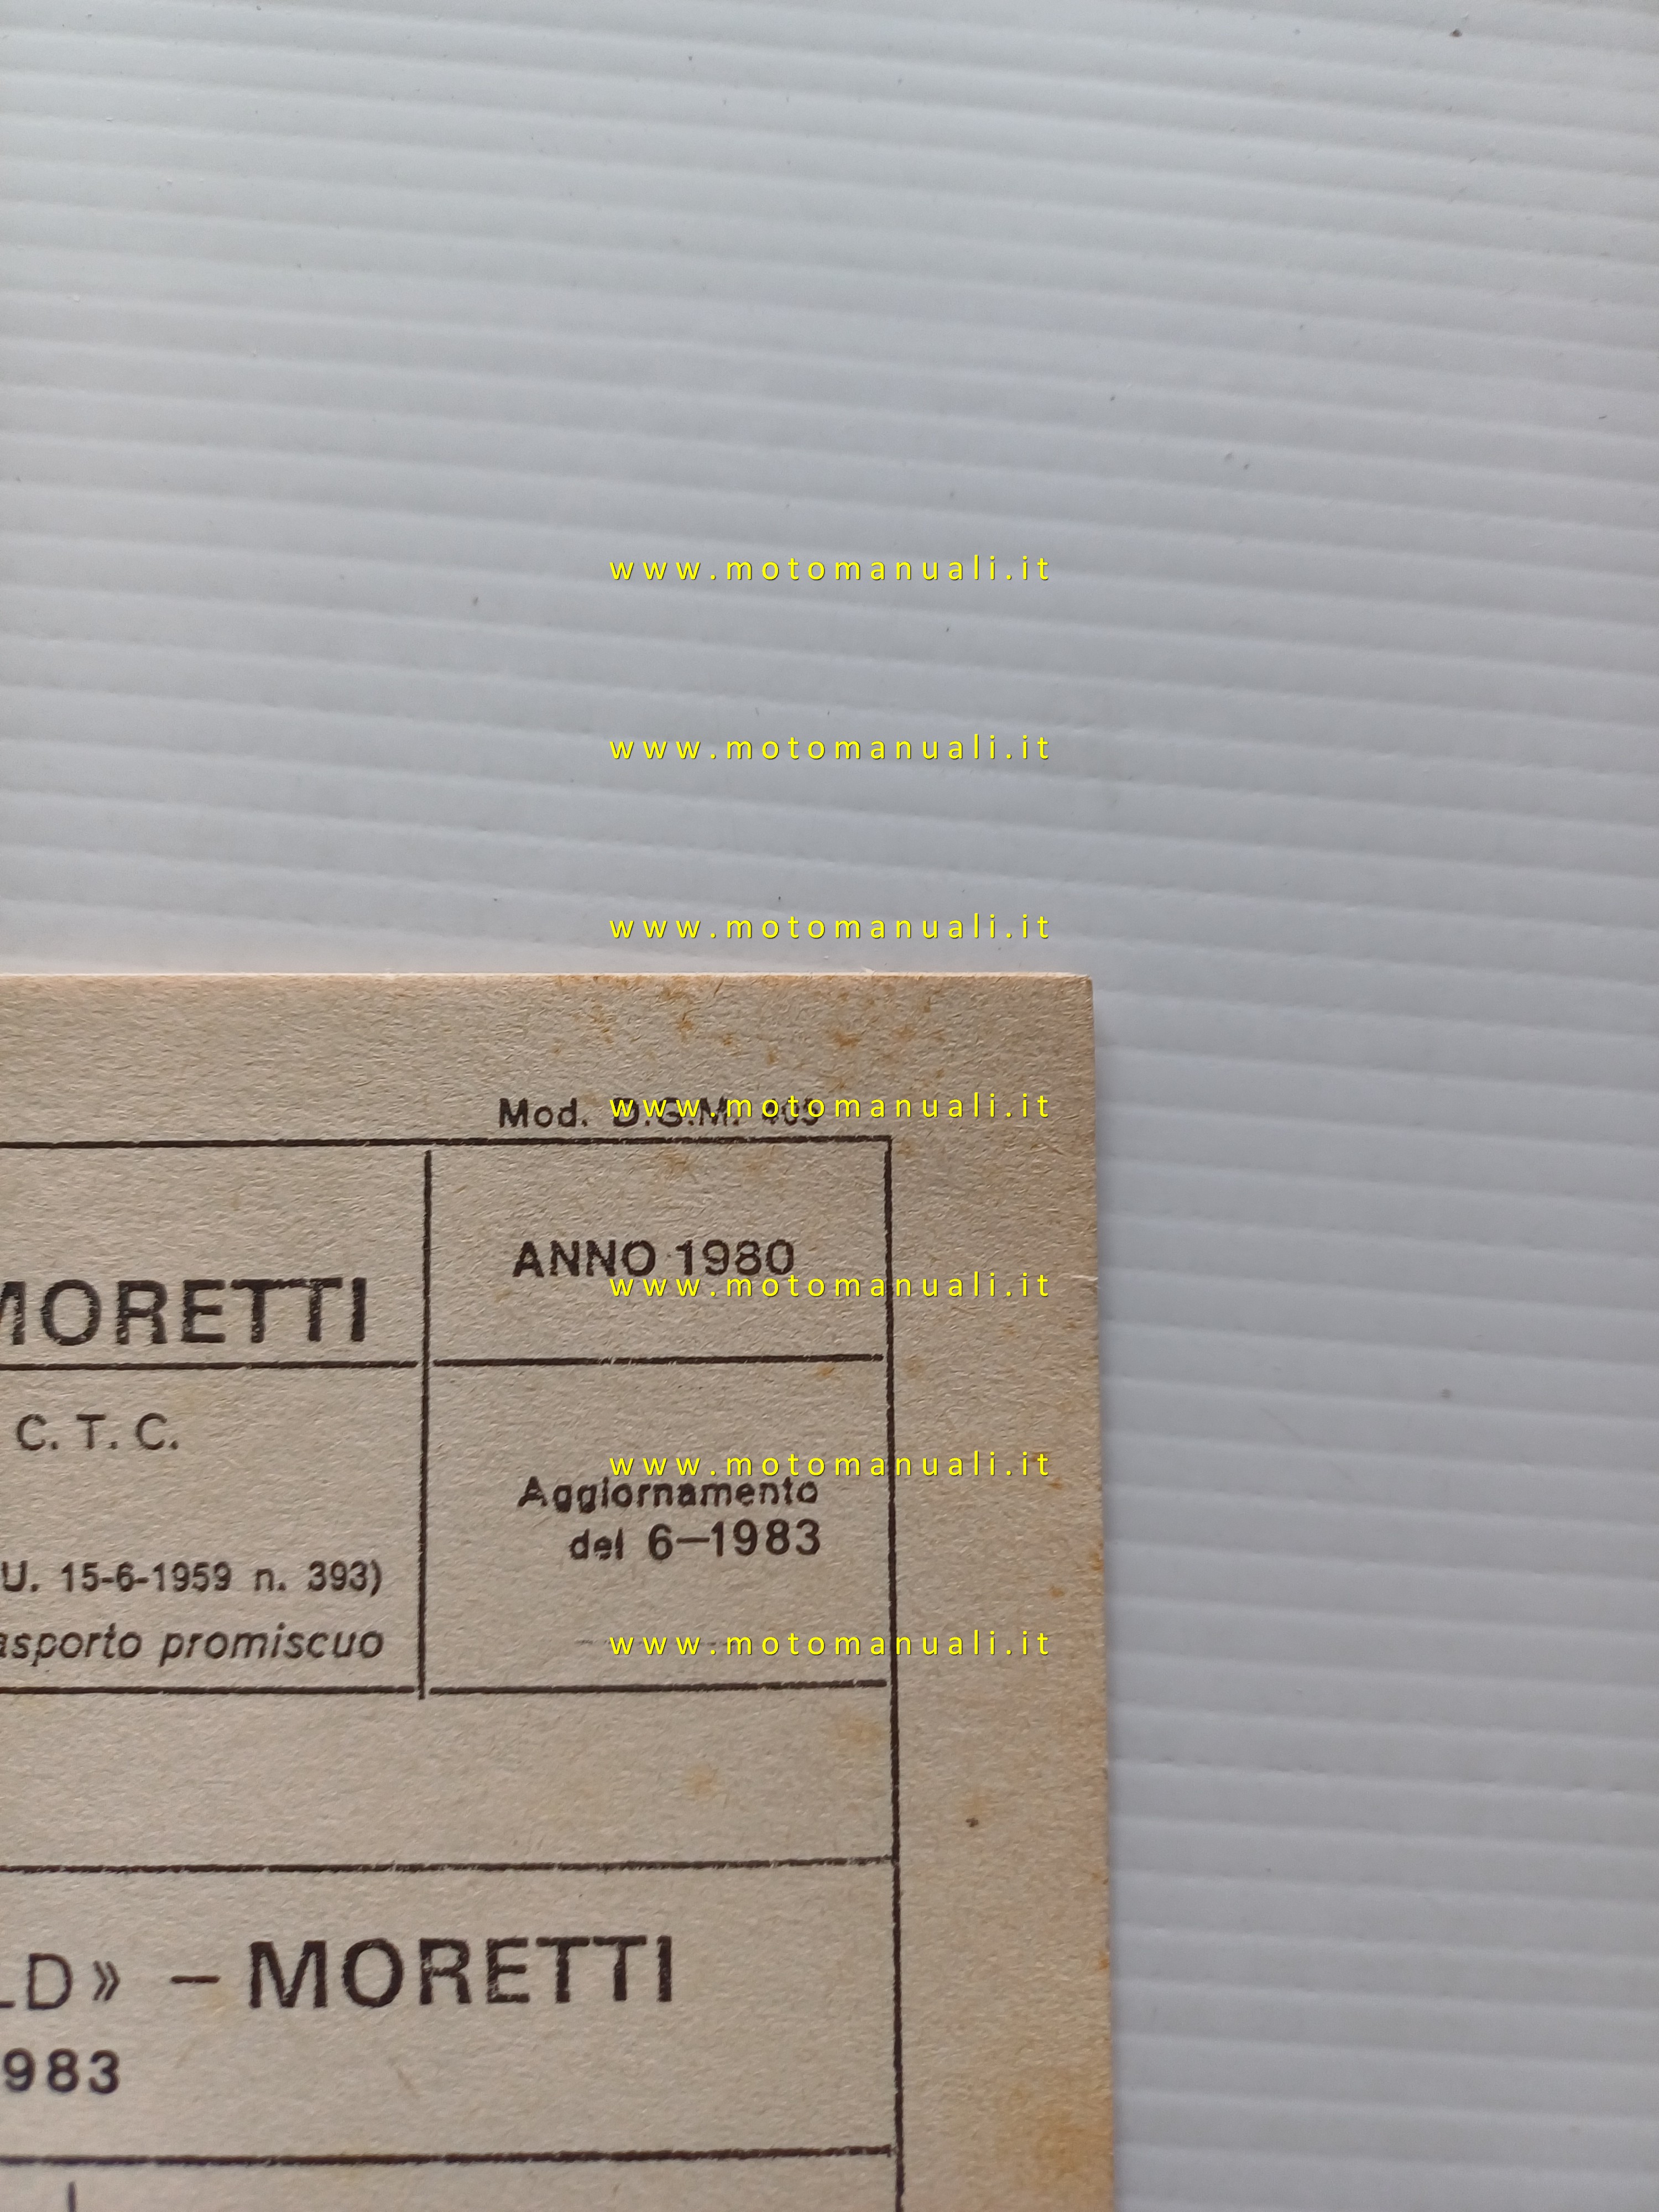 www.motomanuali.it
www.motomanuali.it
www.motomanuali.it
www.motomanuali.it
Mod. D.G.M. 405
ANNO 1980
www.motomanuali.it
MORETTI
C. T. C.
www.motomanuali.it
Aggiornamento
del 6–1983
U. 15-6-1959 n. 393)
asporto promiscuo
www.motomanuali.it
LD» – MORETTI
983